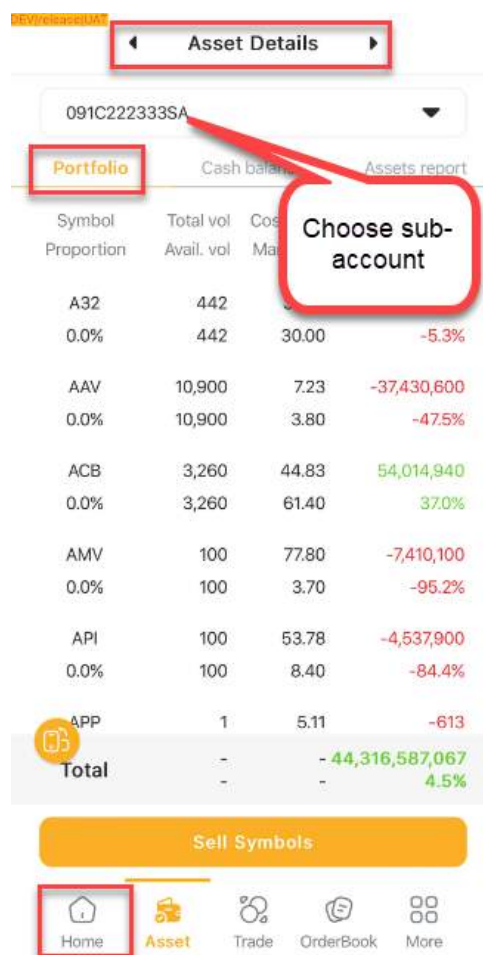 DEV|/release|UAT
Asset Details
091C222333SA
Portfolio Cash Assets report
Symbol Total vol
Proportion Avail. vol
Choose sub-
account
A32 442
0.0% 442 30.00 -5.3%
AAV 10,900 7.23 -37,430,600
0.0% 10,900 3.80 -47.5%
ACB 3,260 44.83 54,014,940
0.0% 3,260 61.40 37.0%
AMV 100 77.80 -7,410,100
0.0% 100 3.70 -95.2%
API 100 53.78 -4,537,900
0.0% 100 8.40 -84.4%
APP 1 5.11 -613
Total - - 44,316,587,067
- - 4.5%
Sell Symbols
Home Asset Trade OrderBook More